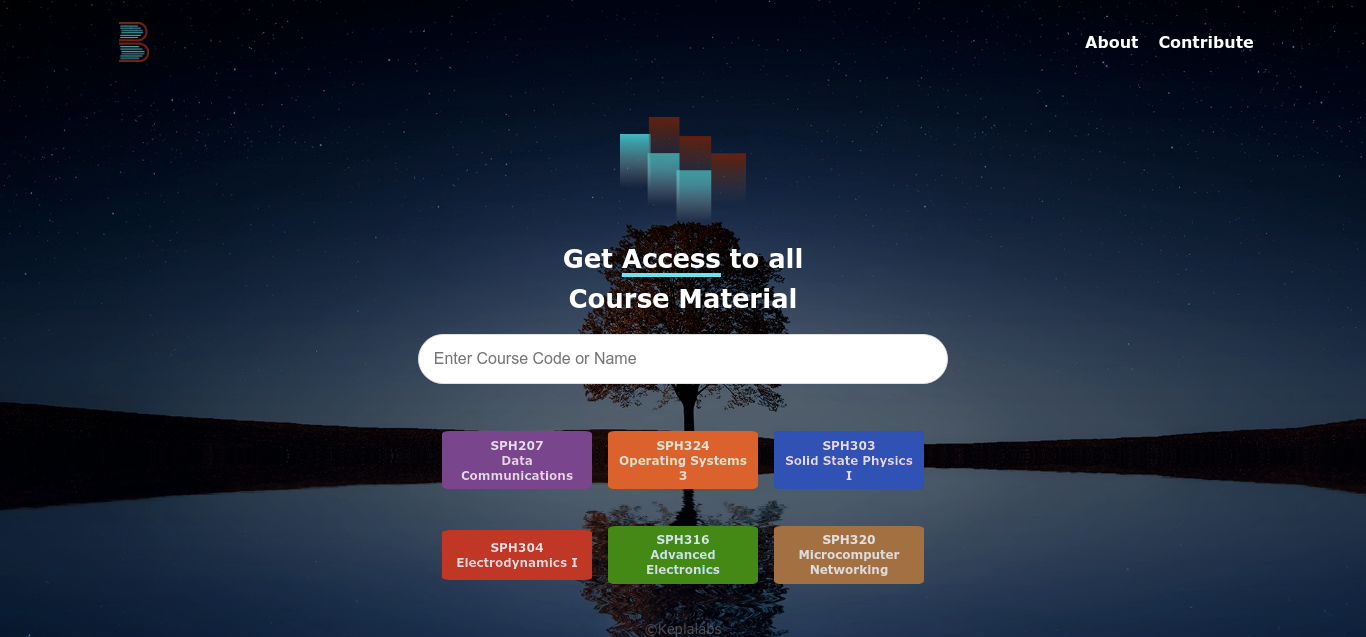 About Contribute
Get Access to all
Course Material
Enter Course Code or Name
SPH207
Data
Communications
SPH324
Operating Systems
3
SPH303
Solid State Physics
I
SPH304
Electrodynamics I
SPH316
Advanced
Electronics
SPH320
Microcomputer
Networking
©Keplalabs